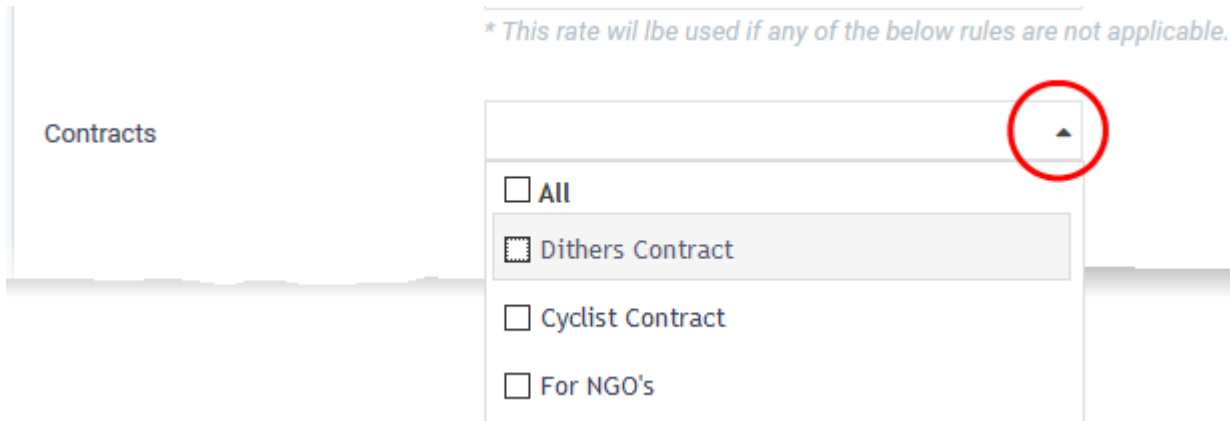 * This rate wil lbe used if any of the below rules are not applicable.
Contracts
All
Dithers Contract
Cyclist Contract
For NGO's